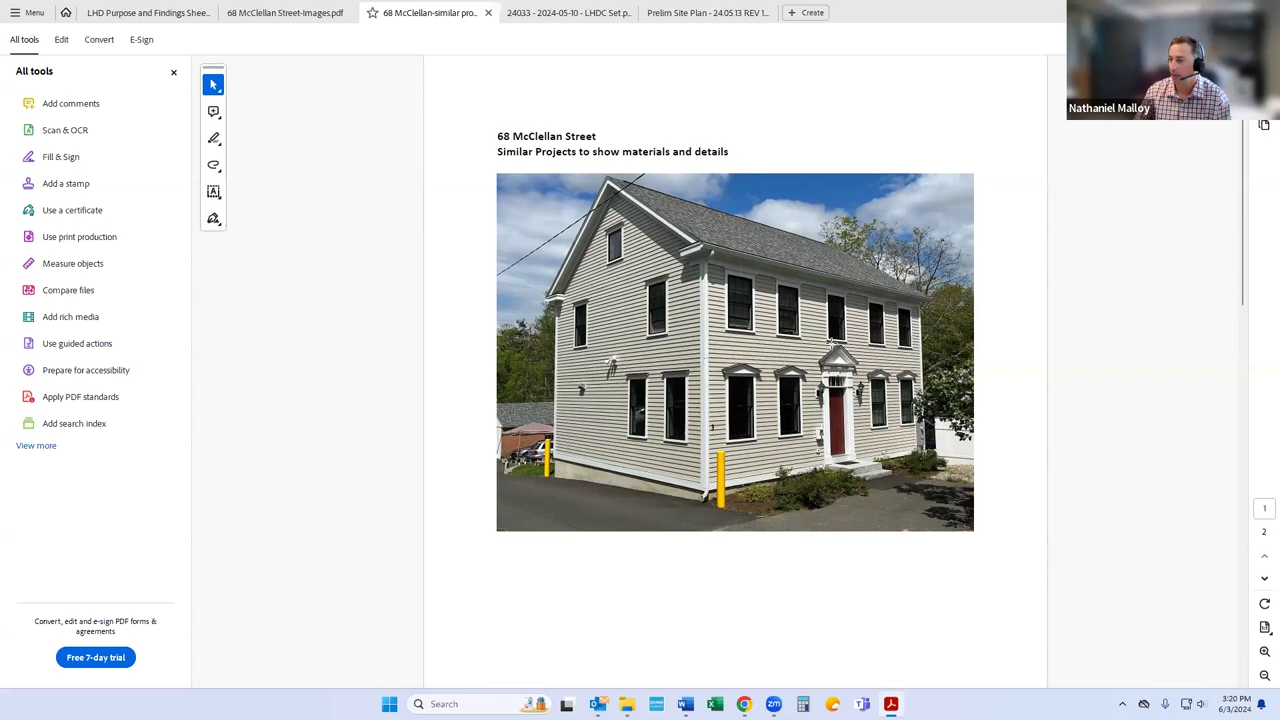 Menu
LHD Purpose and Findings Shee...
68 McClellan Street-Images.pdf
68 McClellan-similar pro...
24033 - 2024-05-10 - LHDC Set.p...
Prelim Site Plan - 24.05.13 REV 1...
Create
All tools
Edit
Convert
E-Sign
All tools
Add comments
Scan & OCR
Fill & Sign
Add a stamp
Use a certificate
Use print production
Measure objects
Compare files
Add rich media
Use guided actions
Prepare for accessibility
Apply PDF standards
Add search index
View more
Convert, edit and e-sign PDF forms &
agreements
Free 7-day trial
68 McClellan Street
Similar Projects to show materials and details
Nathaniel Malloy
1
2
Search
3:20 PM
6/3/2024